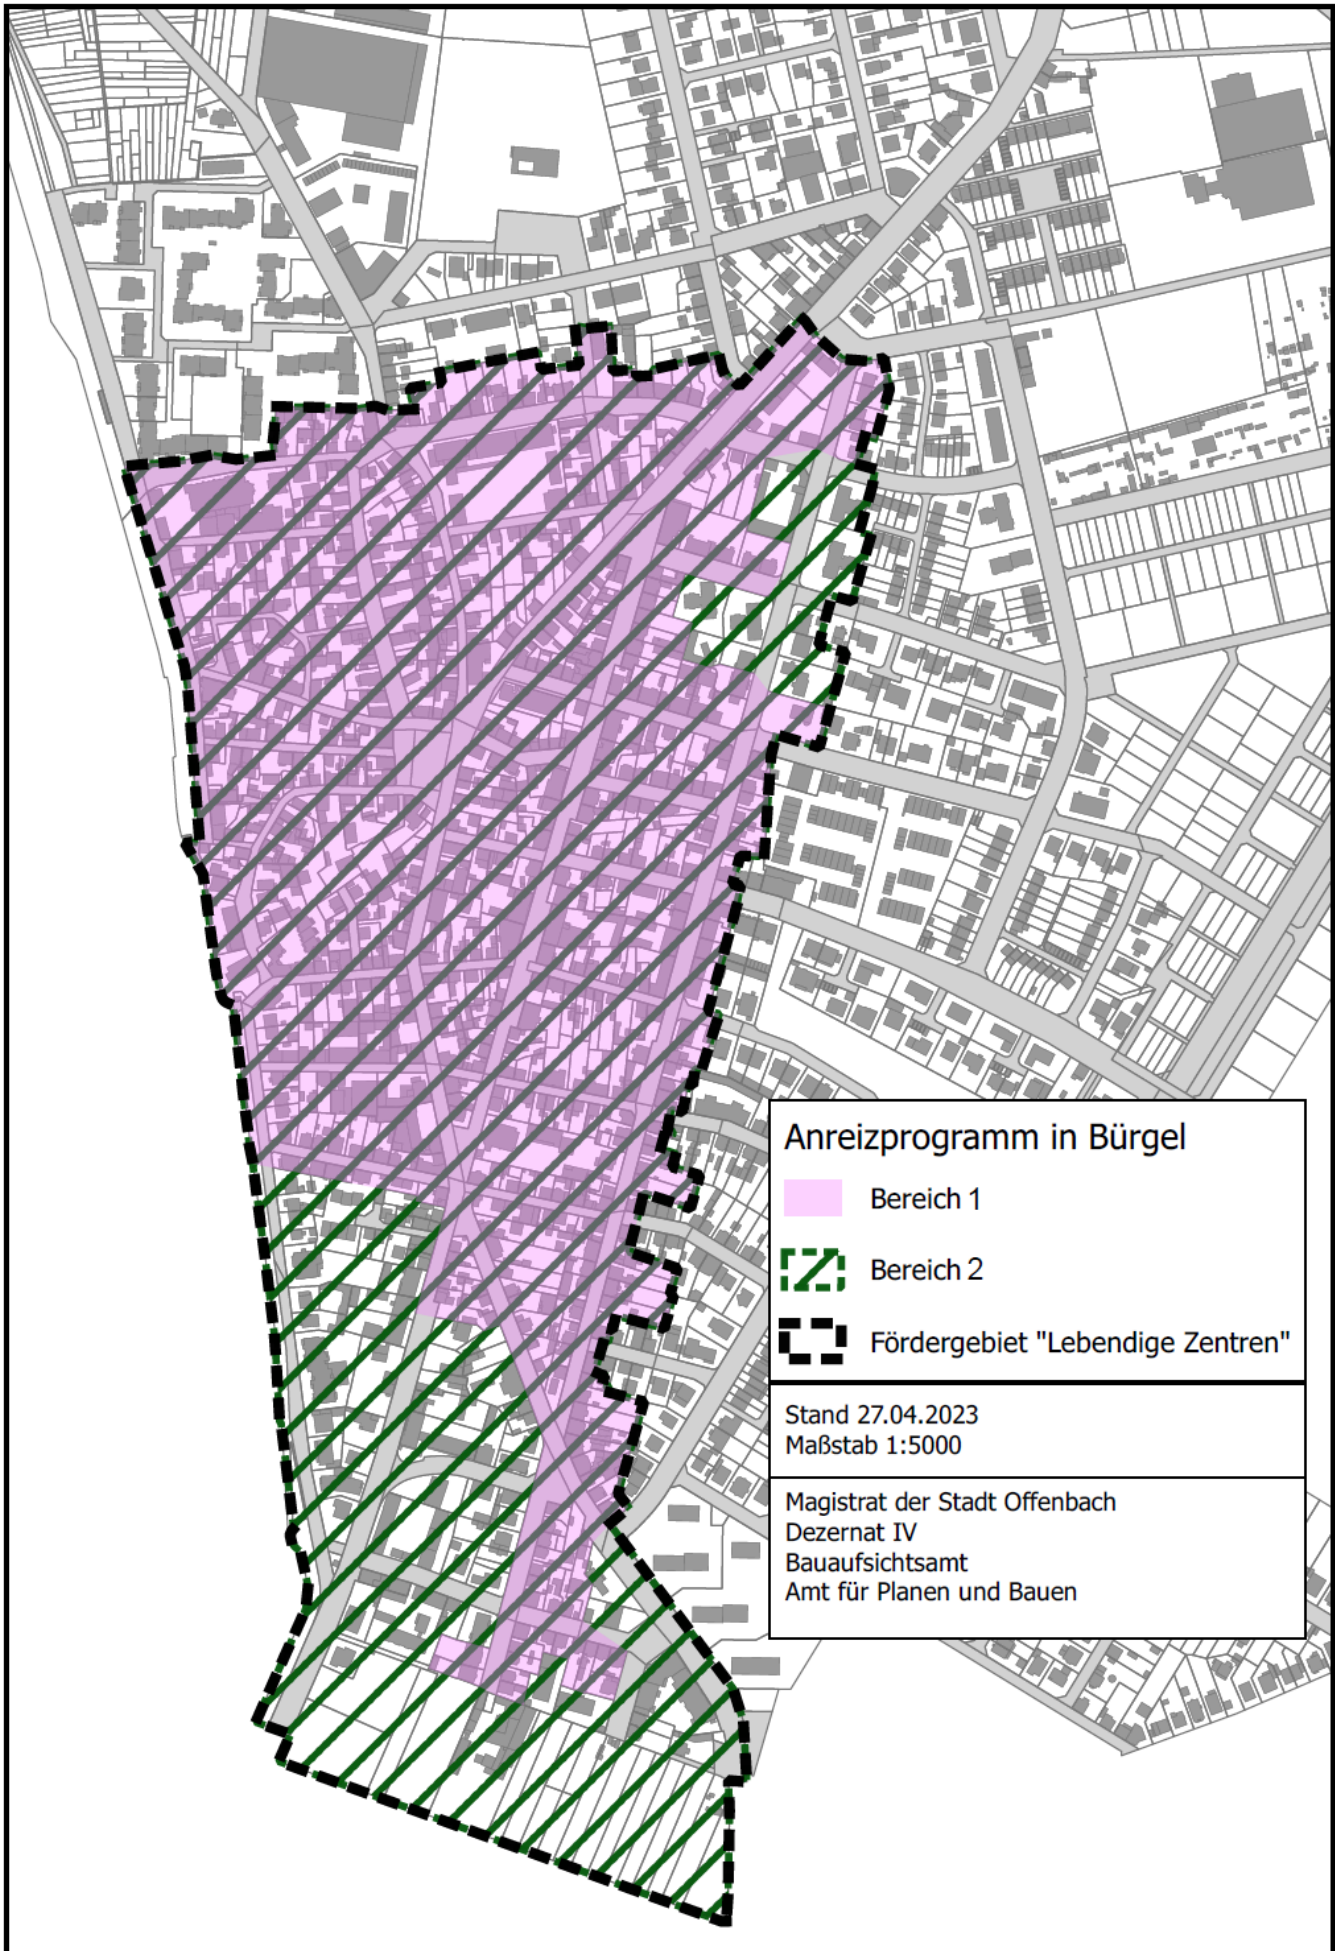 Anreizprogramm in Bürgel
Bereich 1
Bereich 2
Fördergebiet "Lebendige Zentren"
Stand 27.04.2023
Maßstab 1:5000
Magistrat der Stadt Offenbach
Dezernat IV
Bauaufsichtsamt
Amt für Planen und Bauen